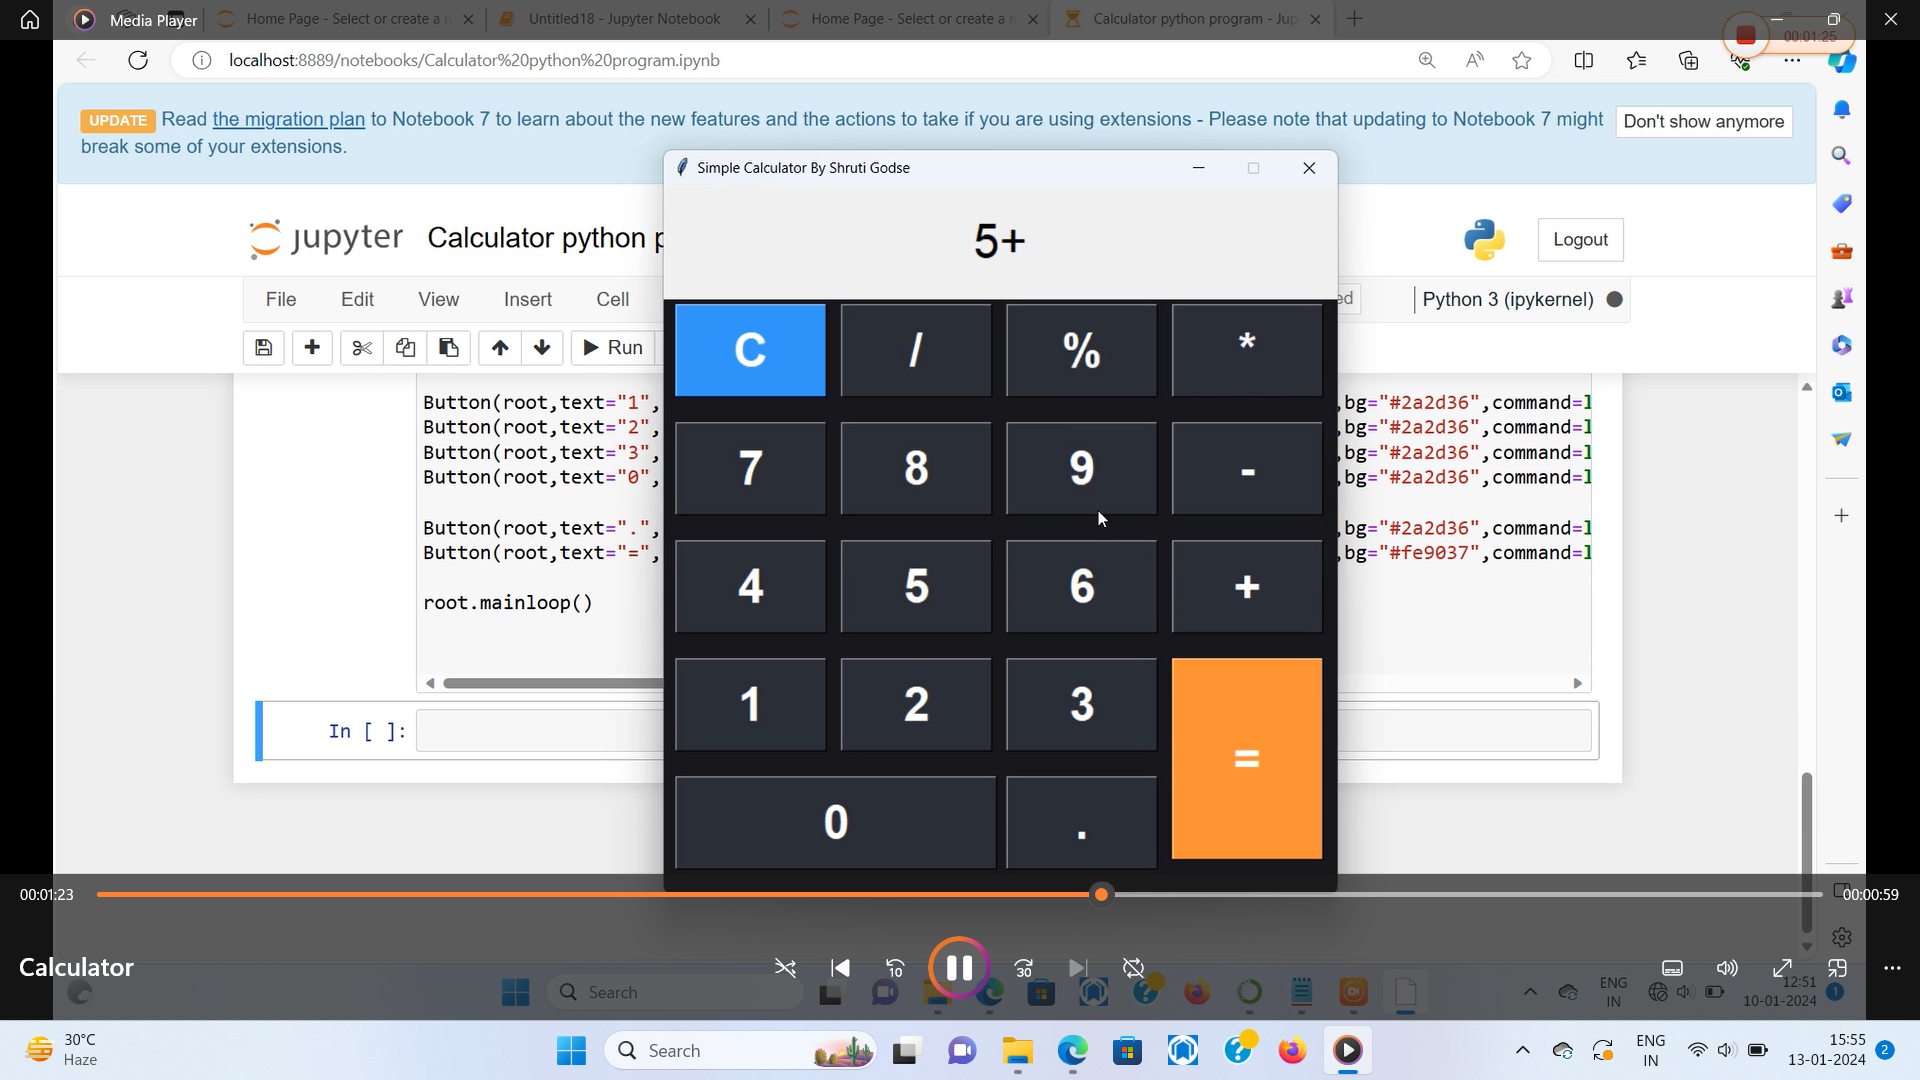 Media Player
Home Page - Select or create a n
Untitled18 - Jupyter Notebook
Home Page - Select or create a n
Calculator python program - Jup
00:01:25
localhost:8889/notebooks/Calculator%20python%20program.ipynb
UPDATE Read the migration plan to Notebook 7 to learn about the new features and the actions to take if you are using extensions - Please note that updating to Notebook 7 might
break some of your extensions.
Don't show anymore
Simple Calculator By Shruti Godse
5+
jupyter
Calculator python p
Logout
File Edit View Insert Cell
ed
Python 3 (ipykernel)
Run
C / % *
7 8 9 -
4 5 6 +
1 2 3 =
0 .
Button(root,text="1", ,bg="#2a2d36",command=l
Button(root,text="2", ,bg="#2a2d36",command=l
Button(root,text="3", ,bg="#2a2d36",command=l
Button(root,text="0", ,bg="#2a2d36",command=l
Button(root,text=".", ,bg="#2a2d36",command=l
Button(root,text="=", ,bg="#fe9037",command=l
root.mainloop()
In [ ]:
00:01:23
00:00:59
Calculator
10
30
Search
ENG
IN
12:51
10-01-2024
1
30°C
Haze
Search
ENG
IN
15:55
13-01-2024
2